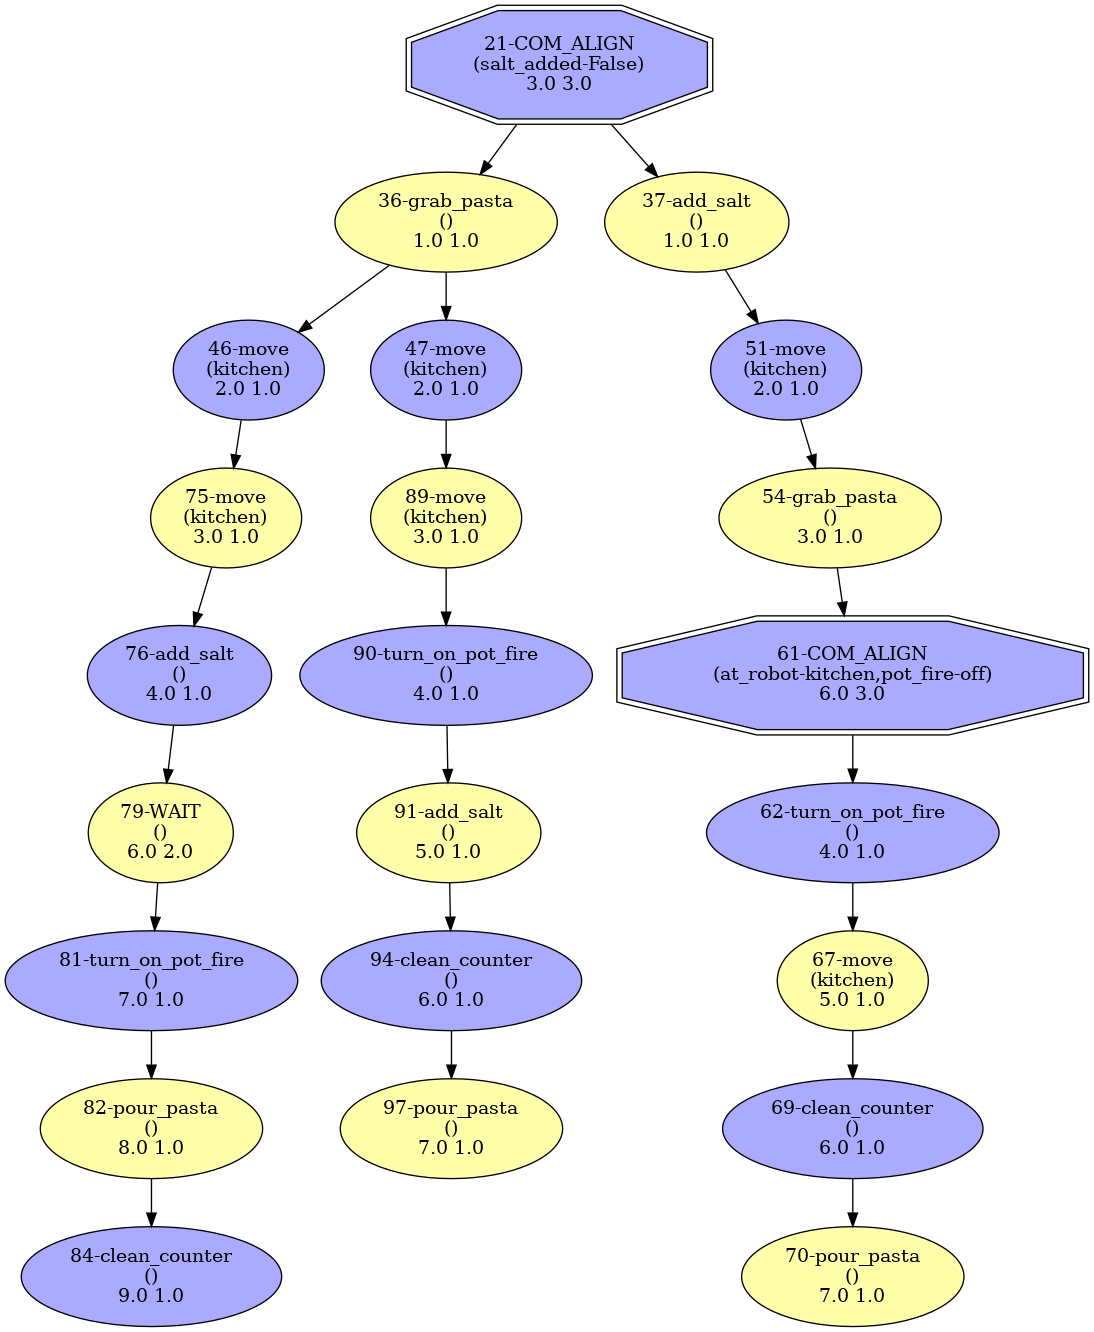 21-COM_ALIGN
(salt_added-False)
3.0 3.0
36-grab_pasta
()
1.0 1.0
37-add_salt
()
1.0 1.0
46-move
(kitchen)
2.0 1.0
47-move
(kitchen)
2.0 1.0
51-move
(kitchen)
2.0 1.0
75-move
(kitchen)
3.0 1.0
89-move
(kitchen)
3.0 1.0
54-grab_pasta
()
3.0 1.0
76-add_salt
()
4.0 1.0
90-turn_on_pot_fire
()
4.0 1.0
61-COM_ALIGN
(at_robot-kitchen,pot_fire-off)
6.0 3.0
79-WAIT
()
6.0 2.0
91-add_salt
()
5.0 1.0
62-turn_on_pot_fire
()
4.0 1.0
81-turn_on_pot_fire
()
7.0 1.0
94-clean_counter
()
6.0 1.0
67-move
(kitchen)
5.0 1.0
82-pour_pasta
()
8.0 1.0
97-pour_pasta
()
7.0 1.0
69-clean_counter
()
6.0 1.0
84-clean_counter
()
9.0 1.0
70-pour_pasta
()
7.0 1.0